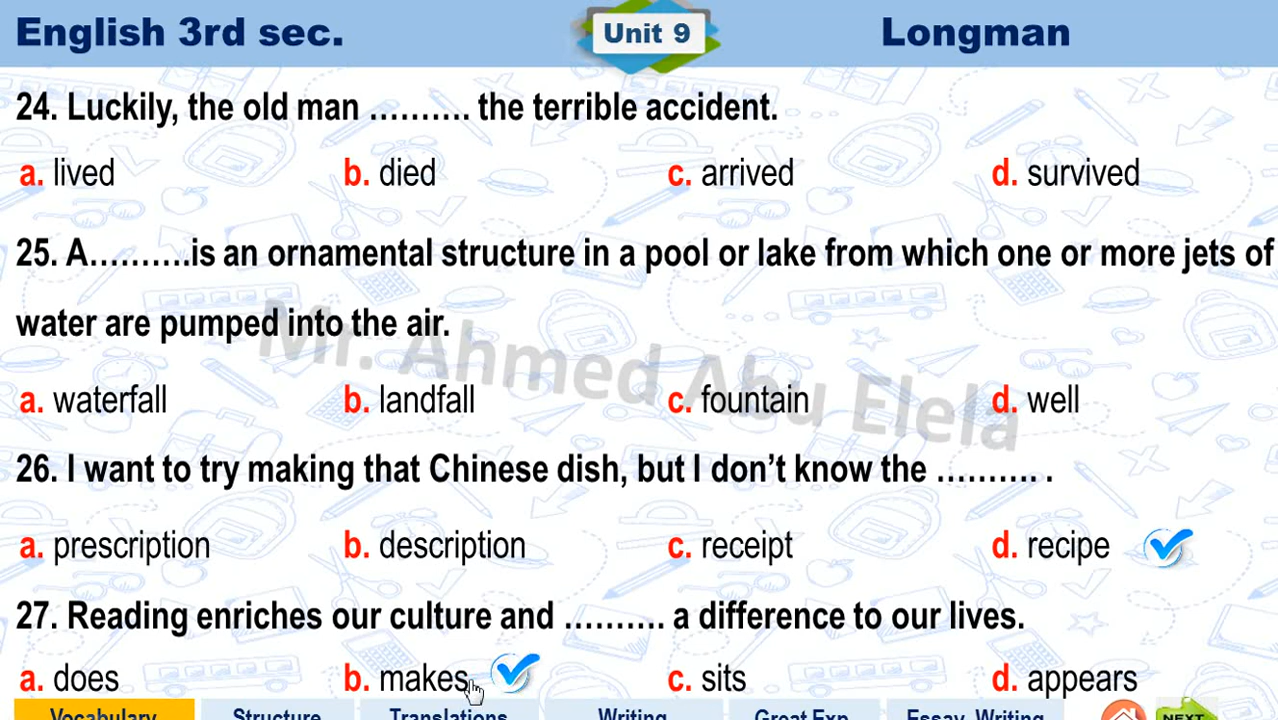 English 3rd sec. Unit 9 Longman
24. Luckily, the old man ………. the terrible accident.
a. lived b. died c. arrived d. survived
25. A……….is an ornamental structure in a pool or lake from which one or more jets of
water are pumped into the air.
Mr. Ahmed Abu Elela
a. waterfall b. landfall c. fountain d. well
26. I want to try making that Chinese dish, but I don’t know the ………. .
a. prescription b. description c. receipt d. recipe
27. Reading enriches our culture and ………. a difference to our lives.
a. does b. makes c. sits d. appears
Vocabulary Structure Translations Writing Great Exp. Essay Writing NEXT